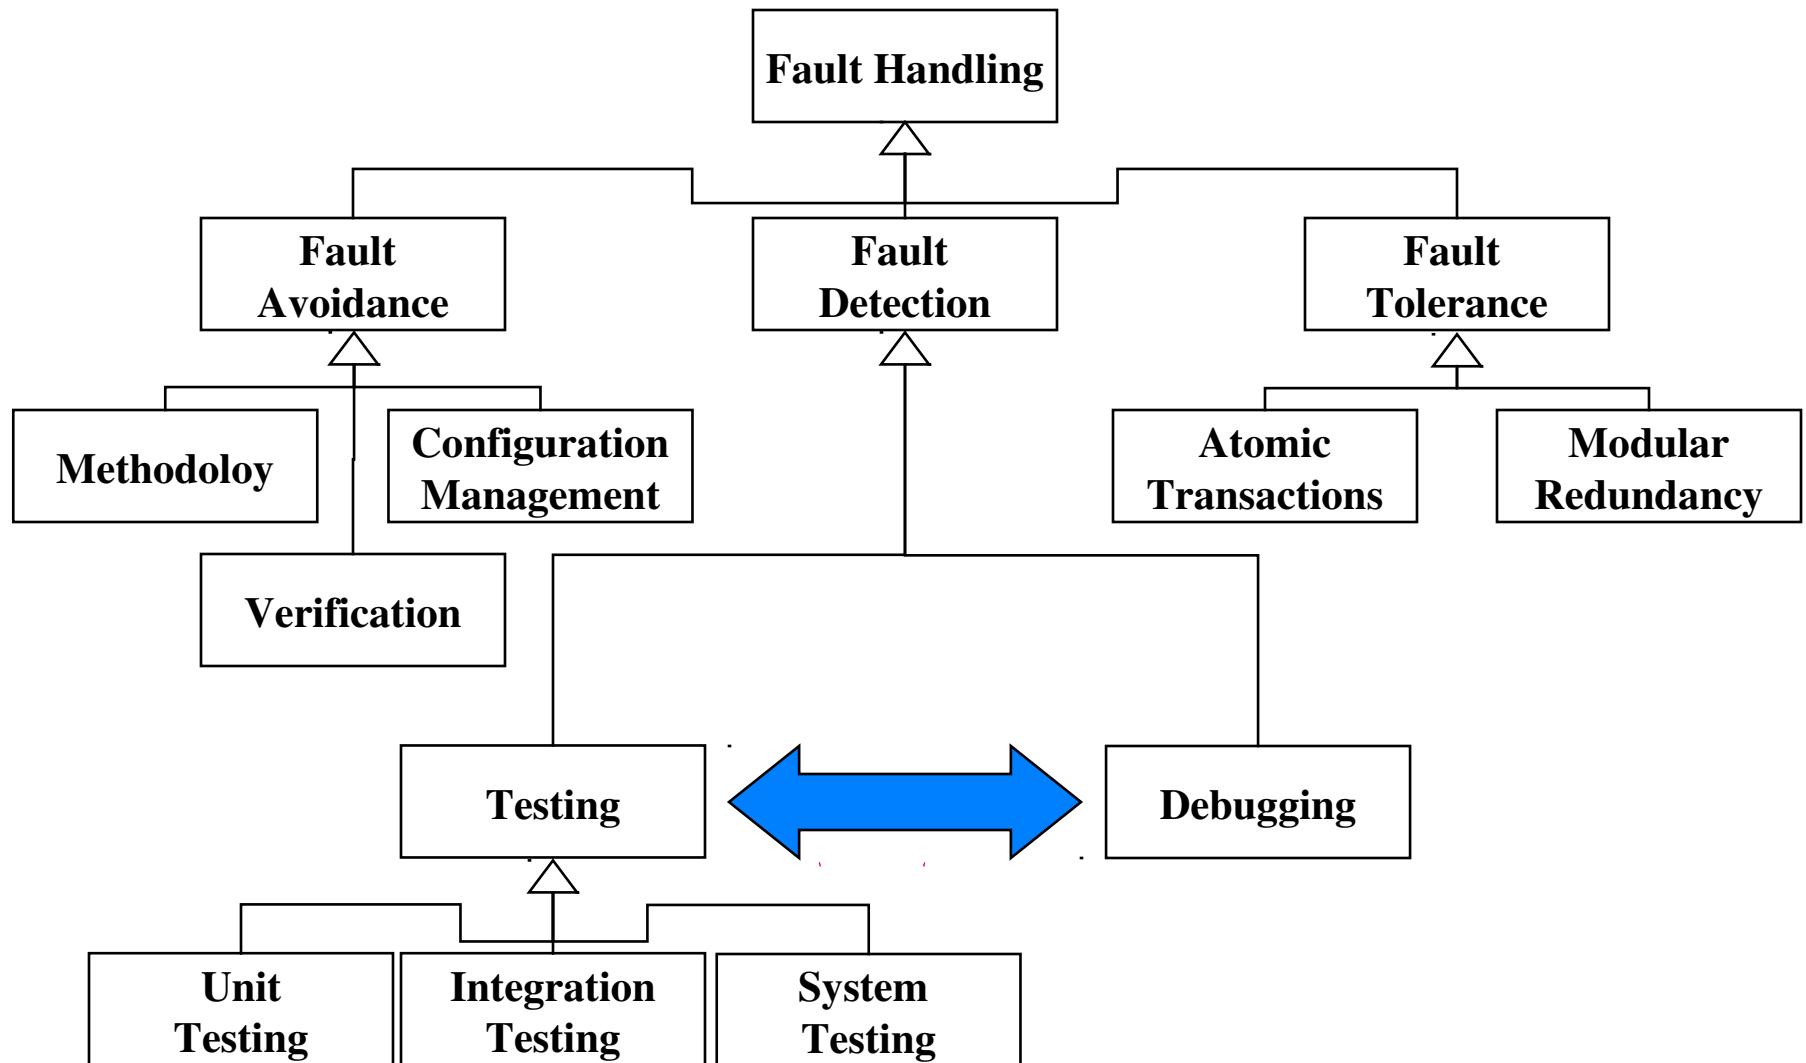 Fault Handling
Fault
Avoidance
Fault
Detection
Fault
Tolerance
Methodoloy
Configuration
Management
Atomic
Transactions
Modular
Redundancy
Verification
Testing
Debugging
Unit
Testing
Integration
Testing
System
Testing